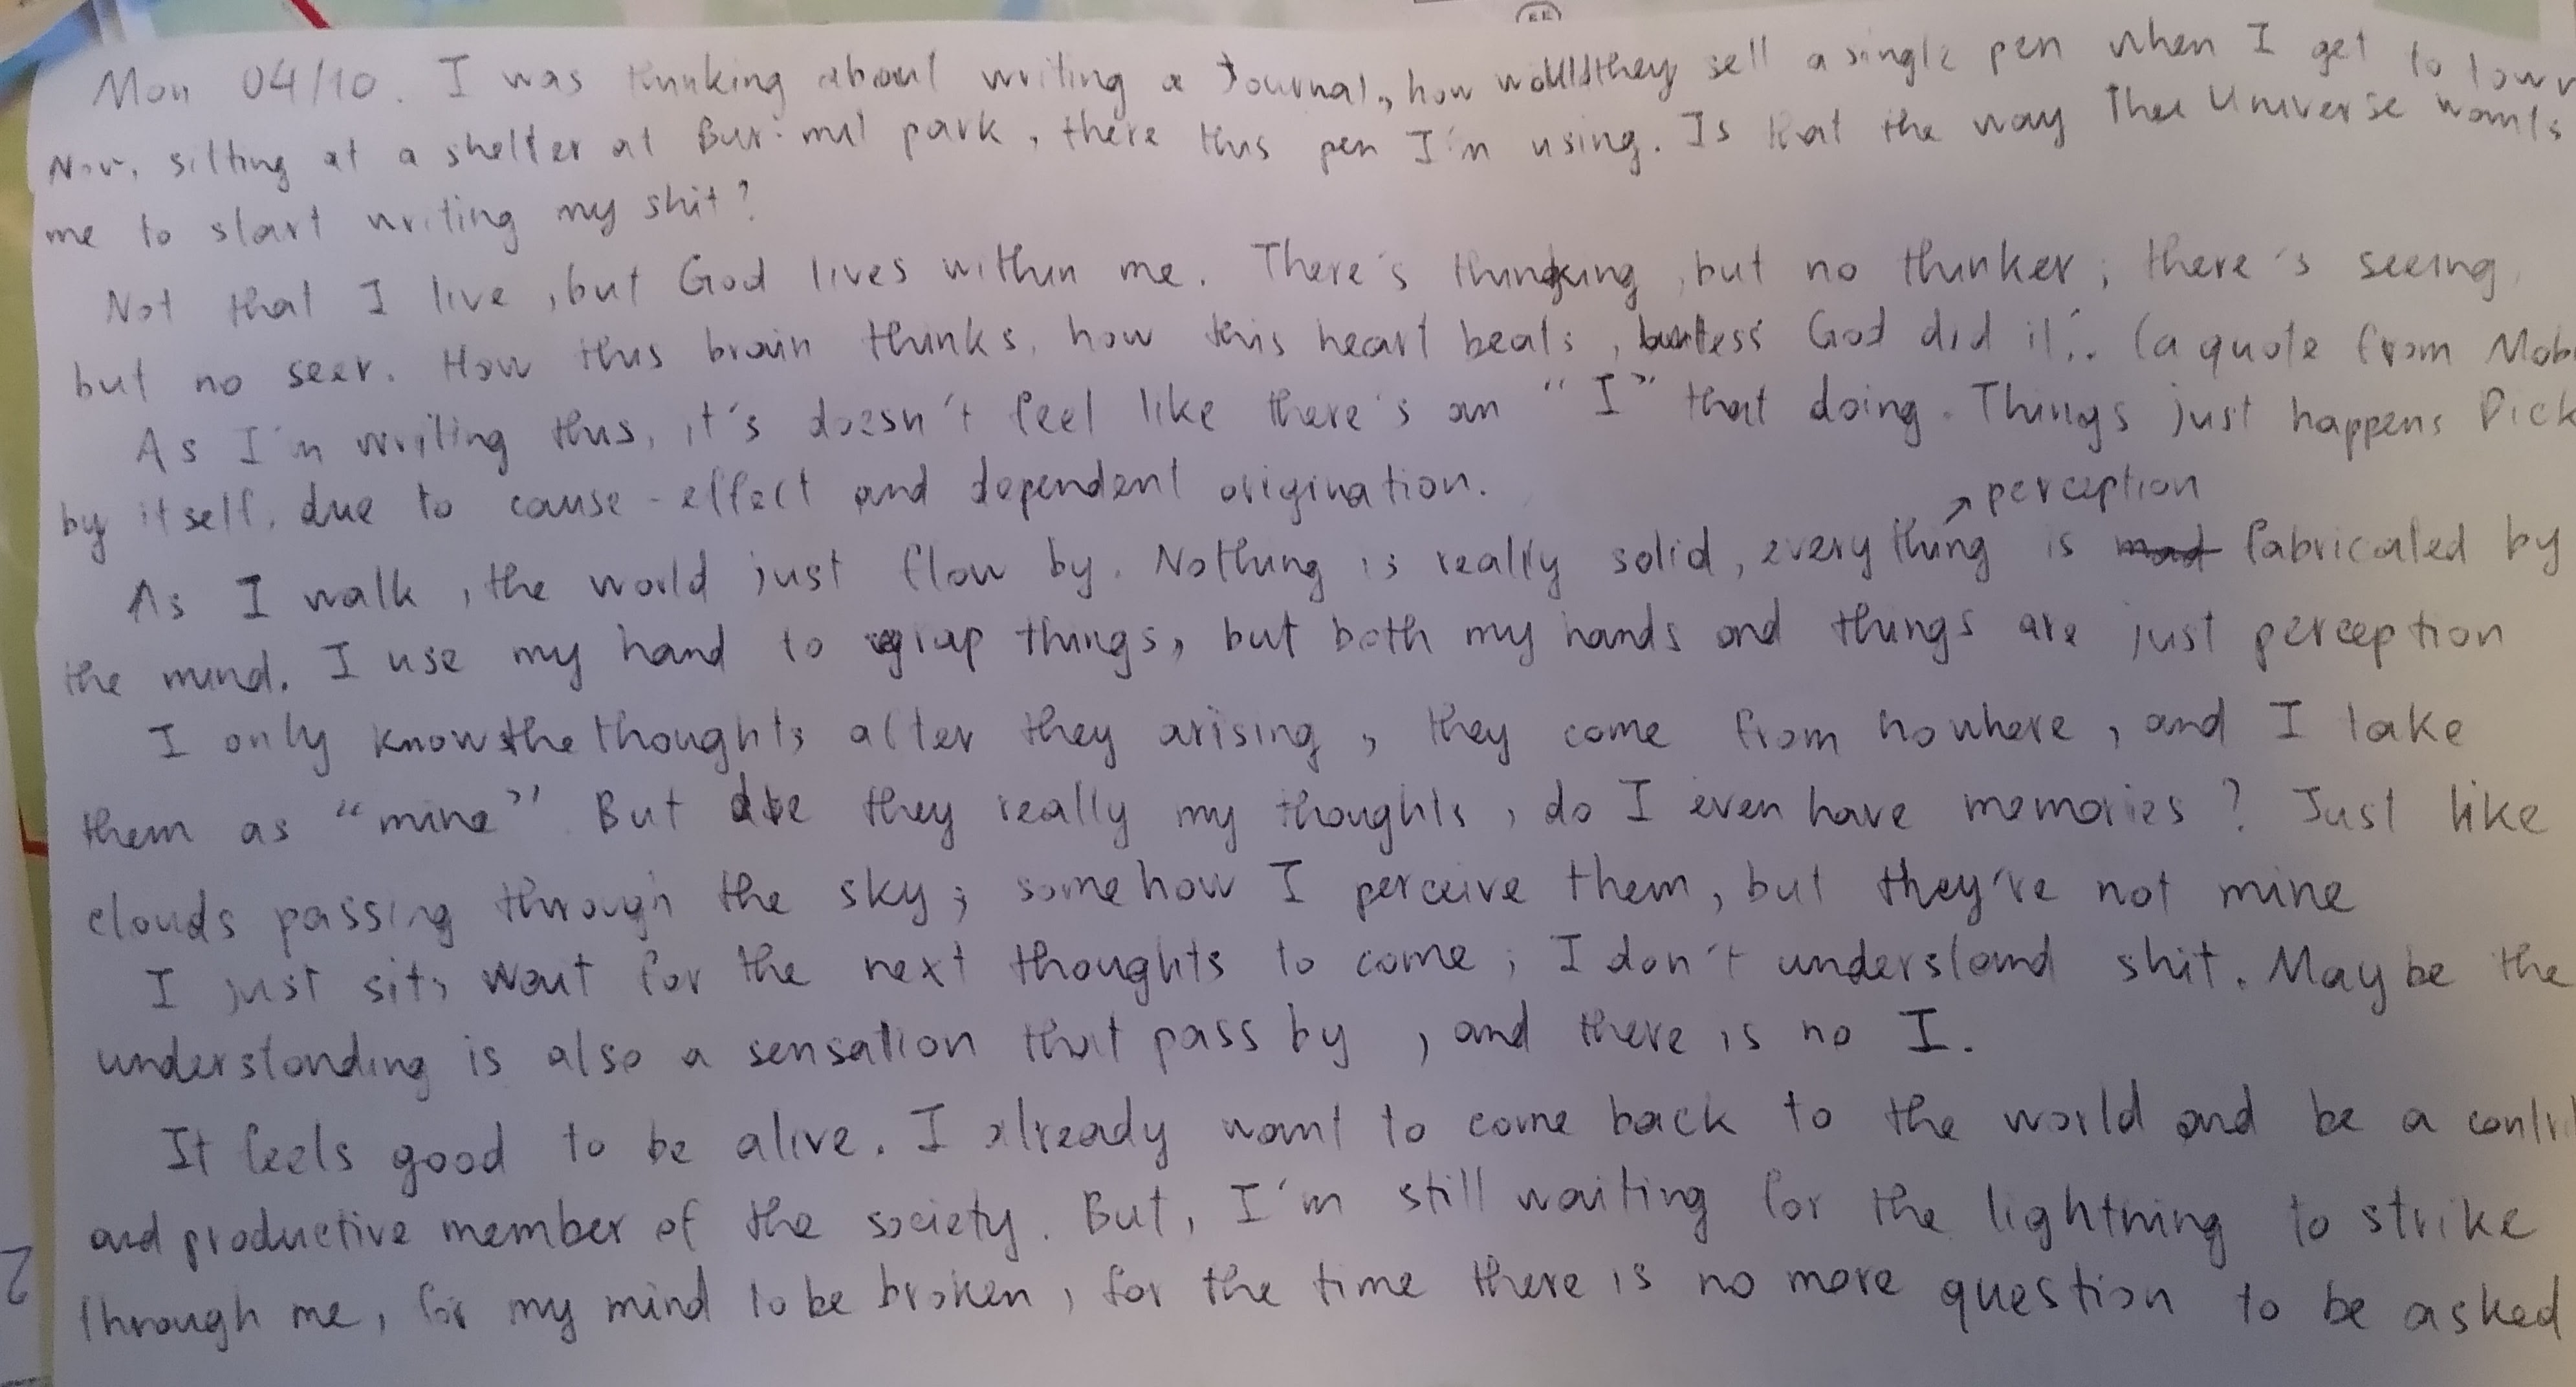 Mon 04/10. I was thinking about writing a Journal, how would they sell a single pen when I get to town
Now, sitting at a shelter at Bur-mil park, there this pen I'm using. Is that the way The Universe wants
me to start writing my shit?
Not that I live, but God lives within me. There's thinking, but no thinker; there's seeing,
but no seer. How this brain thinks, how this heart beats, God did it". (a quote from Mob
As I'm writing this, it's doesn't feel like there's an "I" that doing. Things just happens Dick
by itself, due to cause-effect and dependent origination.
perception
As I walk, the world just flow by. Nothing is really solid, everything is fabricated by
the mind. I use my hand to grap things, but both my hands and things are just perception
I only know the thoughts after they arising, they come from nowhere, and I take
them as "mine". But are they really my thoughts, do I even have memories? Just like
clouds passing through the sky; somehow I perceive them, but they're not mine
I just sit, wait for the next thoughts to come; I don't understand shit. Maybe the
understanding is also a sensation that pass by, and there is no I.
It feels good to be alive. I already want to come back to the world and be a
and productive member of the society. But, I'm still waiting for the lightning to strike
through me, for my mind to be broken, for the time there is no more question to be asked